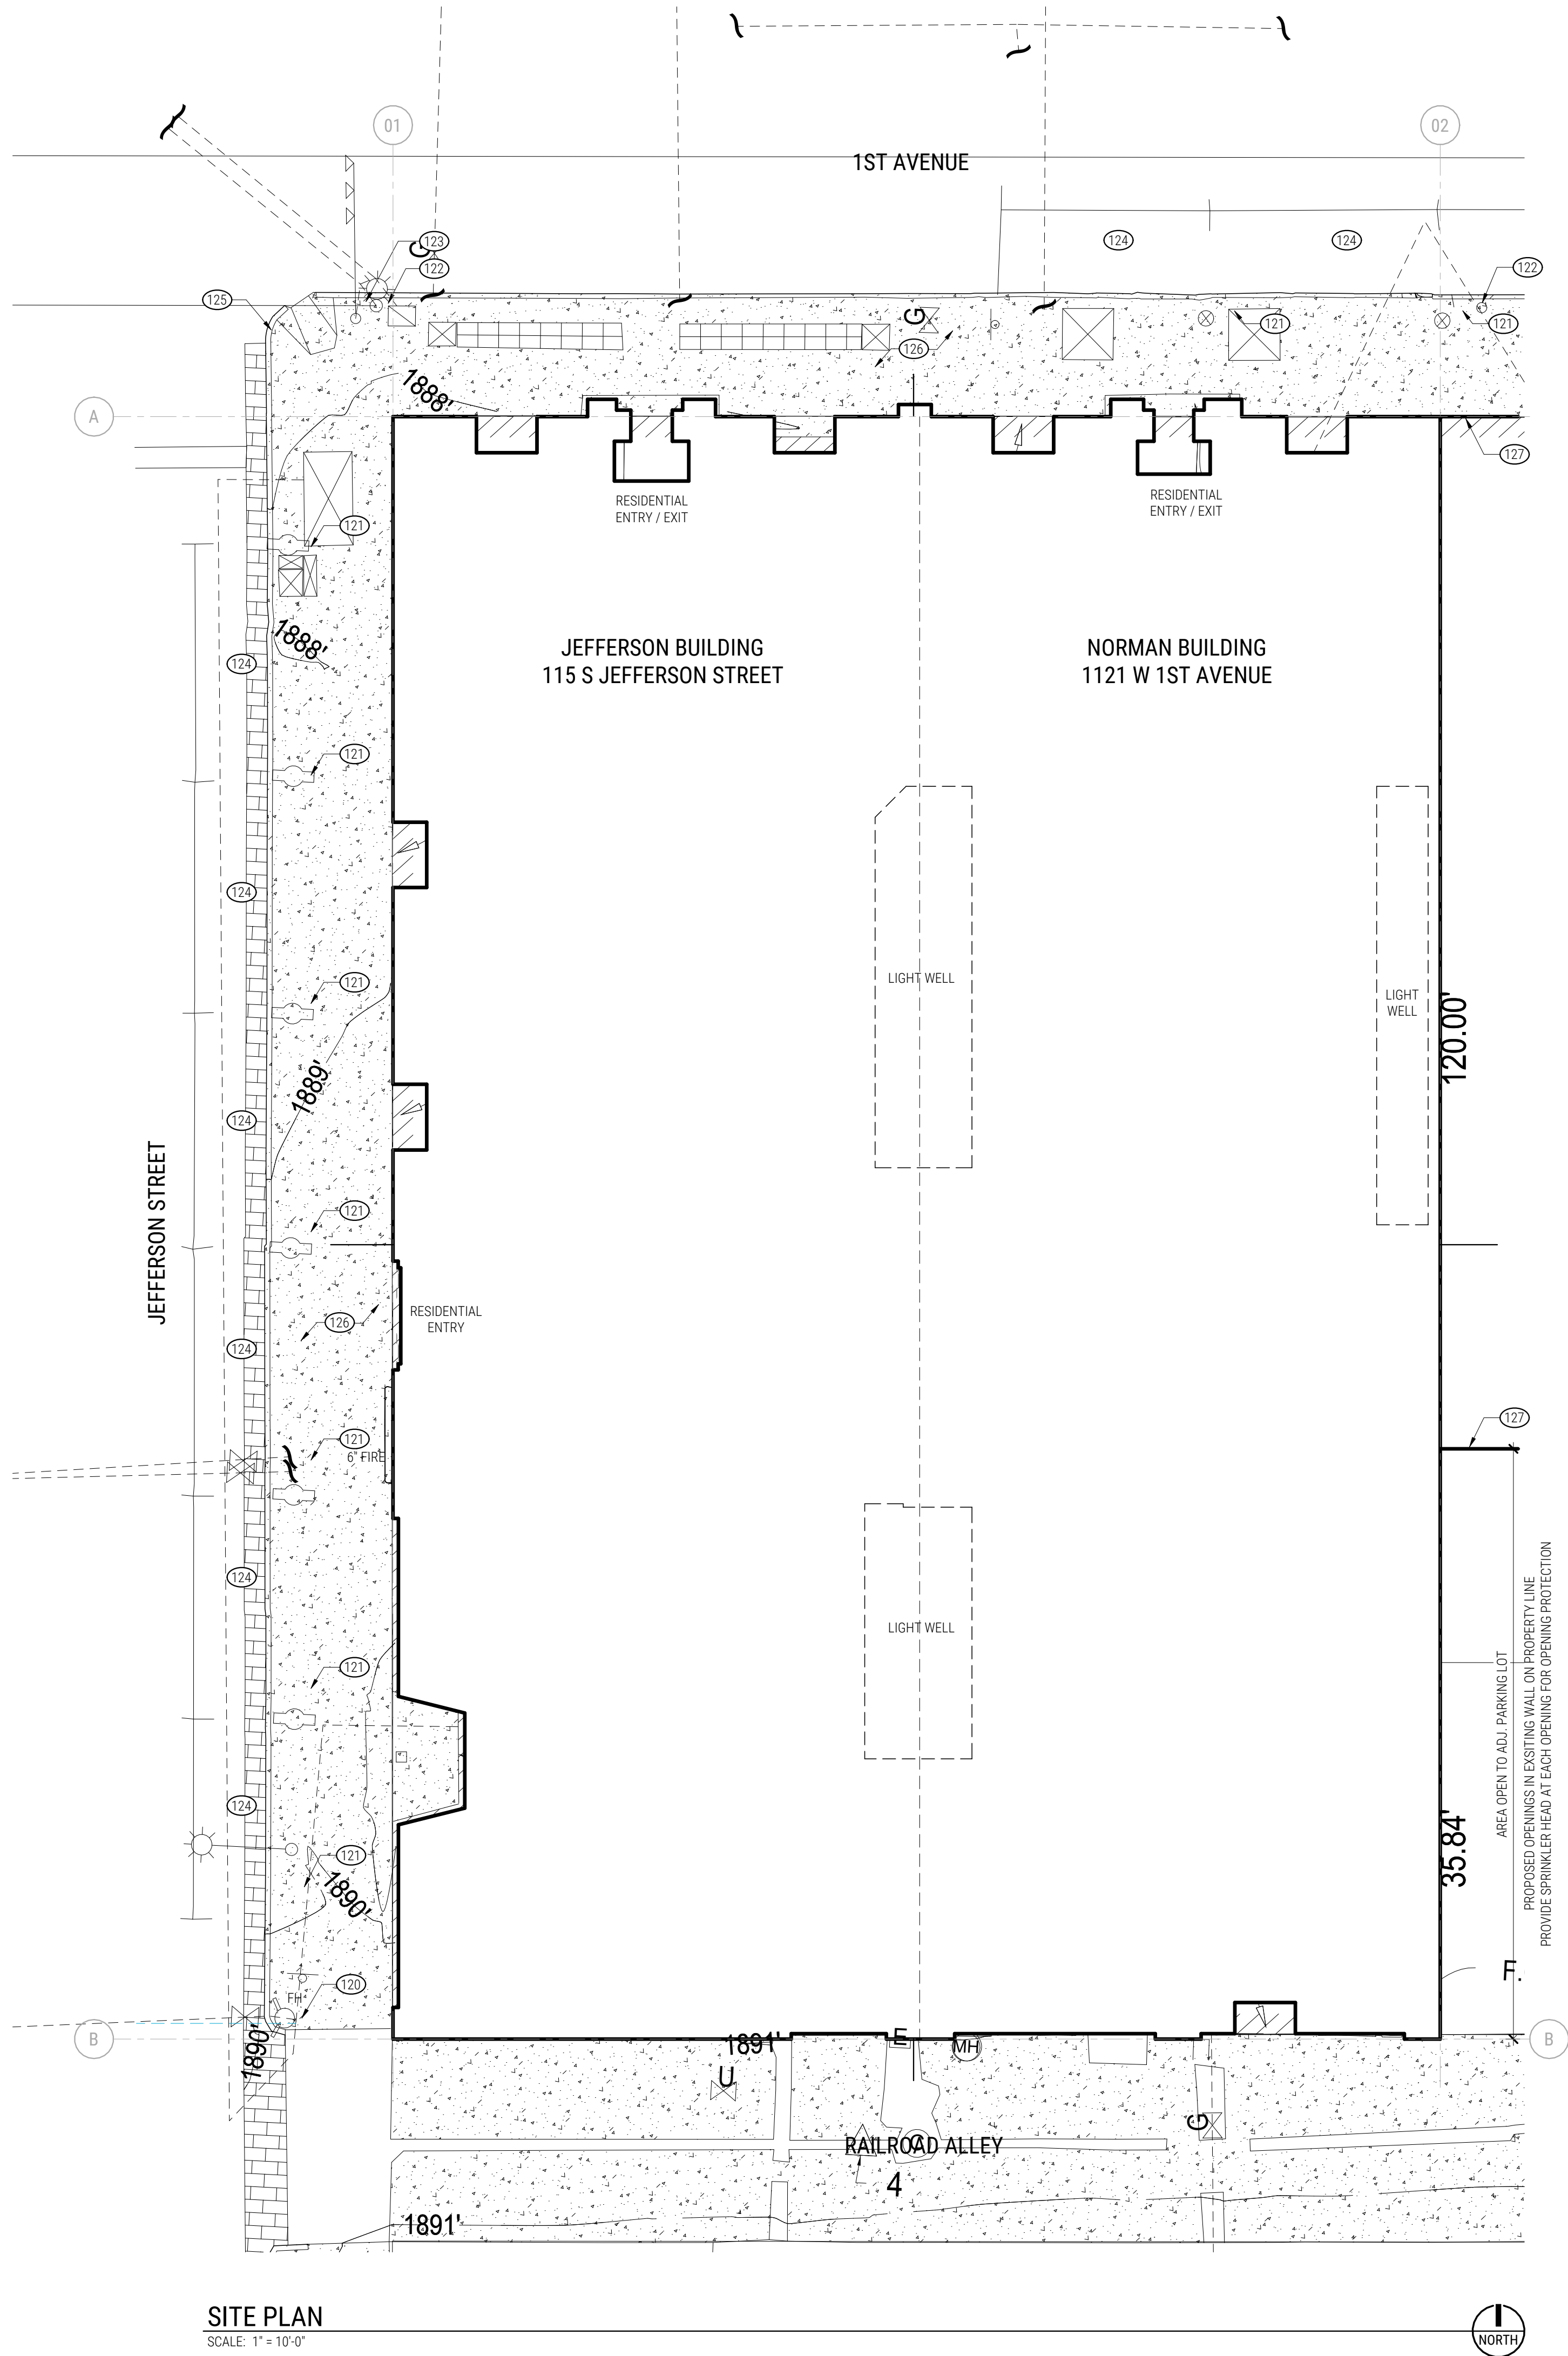 01
02
1ST AVENUE
123
G
122
124
124
122
125
G
121
121
126
1888'
A
127
RESIDENTIAL
ENTRY / EXIT
RESIDENTIAL
ENTRY / EXIT
121
1888'
124
JEFFERSON BUILDING
115 S JEFFERSON STREET
NORMAN BUILDING
1121 W 1ST AVENUE
121
124
LIGHT WELL
121
LIGHT
WELL
120.00'
1889'
124
JEFFERSON STREET
121
126
RESIDENTIAL
ENTRY
124
127
121
6" FIRE
124
LIGHT WELL
121
AREA OPEN TO ADJ. PARKING LOT
PROPOSED OPENINGS IN EXSITING WALL ON PROPERTY LINE
PROVIDE SPRINKLER HEAD AT EACH OPENING FOR OPENING PROTECTION
124
35.84'
121
1890'
F.
120
FH
B
B
1890'
1891'
E
MH
U
G
RAILROAD ALLEY
4
1891'
SITE PLAN
SCALE: 1" = 10'-0"
NORTH